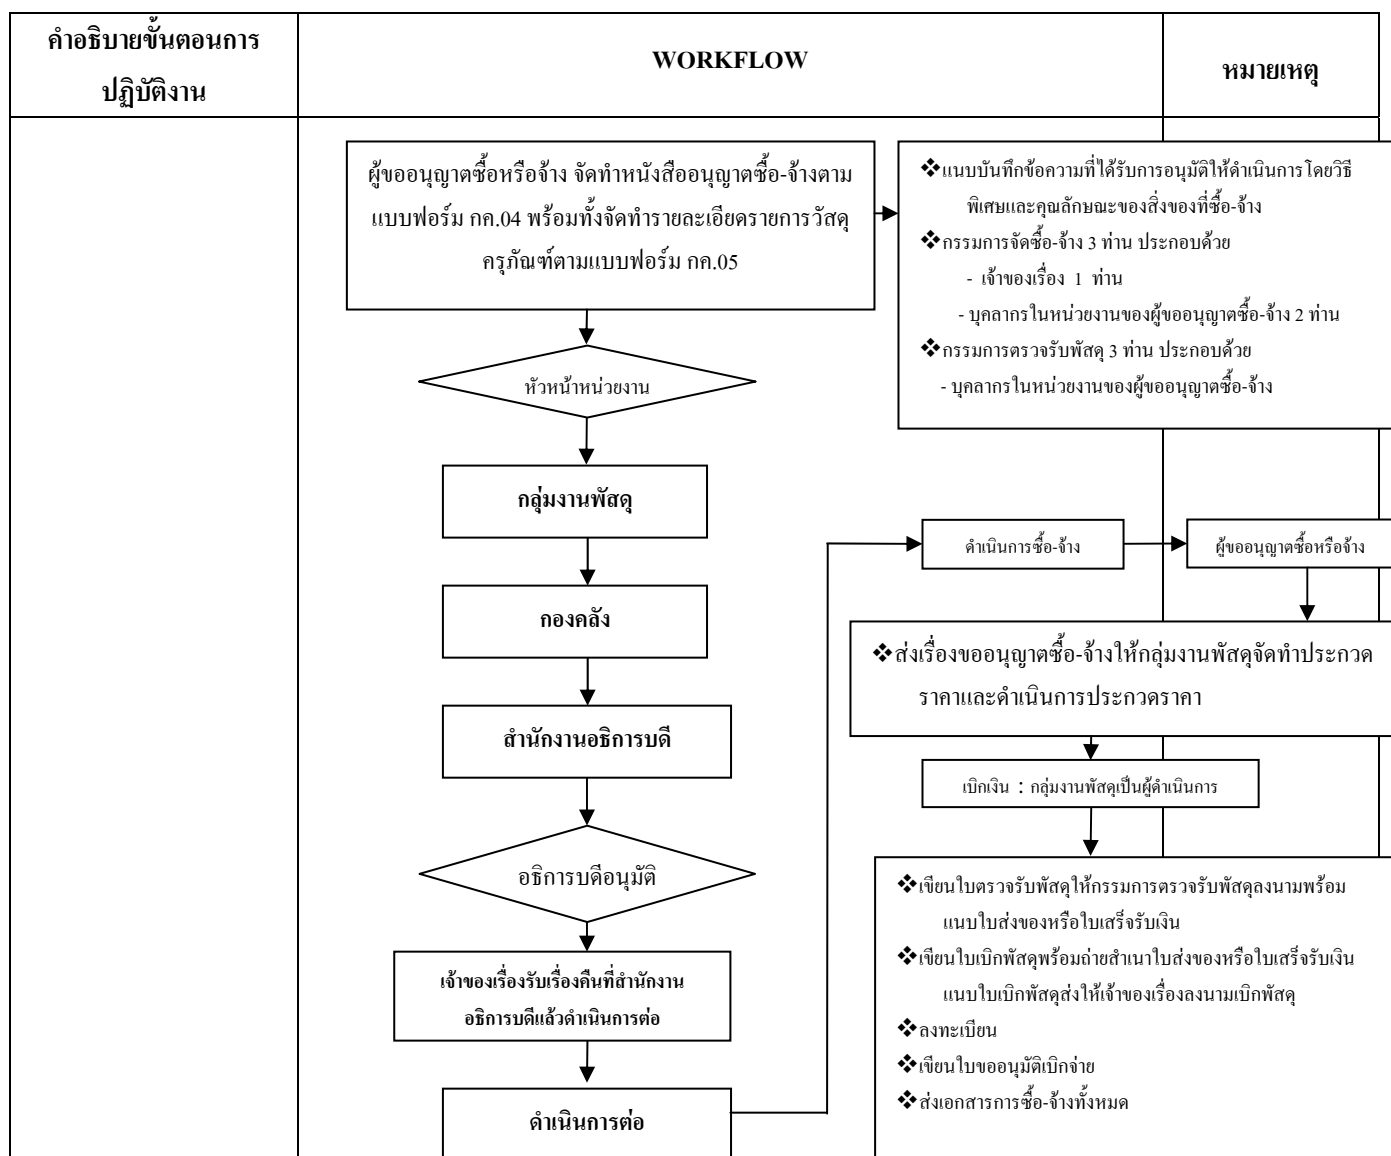 คำอธิบายขั้นตอนการ
ปฏิบัติงาน
WORKFLOW
หมายเหตุ
ผู้ขออนุญาตซื้อหรือจ้าง จัดทำหนังสืออนุญาตซื้อ-จ้างตาม
แบบฟอร์ม กค.04 พร้อมทั้งจัดทำรายละเอียดรายการวัสดุ
ครุภัณฑ์ตามแบบฟอร์ม กค.05
❖แนบบันทึกข้อความที่ได้รับการอนุมัติให้ดำเนินการโดยวิธี
พิเศษและคุณลักษณะของสิ่งของที่ซื้อ-จ้าง
❖กรรมการจัดซื้อ-จ้าง 3 ท่าน ประกอบด้วย
- เจ้าของเรื่อง 1 ท่าน
- บุคลากรในหน่วยงานของผู้ขออนุญาตซื้อ-จ้าง 2 ท่าน
❖กรรมการตรวจรับพัสดุ 3 ท่าน ประกอบด้วย
- บุคลากรในหน่วยงานของผู้ขออนุญาตซื้อ-จ้าง
หัวหน้าหน่วยงาน
กลุ่มงานพัสดุ
กองคลัง
สำนักงานอธิการบดี
อธิการบดีอนุมัติ
เจ้าของเรื่องรับเรื่องคืนที่สำนักงาน
อธิการบดีแล้วดำเนินการต่อ
ดำเนินการต่อ
ดำเนินการซื้อ-จ้าง
ผู้ขออนุญาตซื้อหรือจ้าง
❖ส่งเรื่องขออนุญาตซื้อ-จ้างให้กลุ่มงานพัสดุจัดทำประกวด
ราคาและดำเนินการประกวดราคา
เบิกเงิน : กลุ่มงานพัสดุเป็นผู้ดำเนินการ
❖เขียนใบตรวจรับพัสดุให้กรรมการตรวจรับพัสดุลงนามพร้อม
แนบใบส่งของหรือใบเสร็จรับเงิน
❖เขียนใบเบิกพัสดุพร้อมถ่ายสำเนาใบส่งของหรือใบเสร็จรับเงิน
แนบใบเบิกพัสดุส่งให้เจ้าของเรื่องลงนามเบิกพัสดุ
❖ลงทะเบียน
❖เขียนใบขออนุมัติเบิกจ่าย
❖ส่งเอกสารการซื้อ-จ้างทั้งหมด